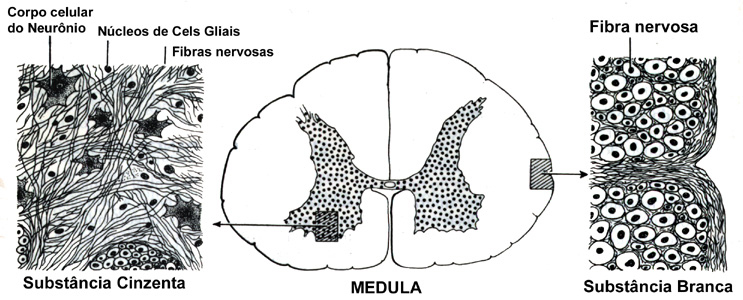 Corpo celular
do Neurônio
Núcleos de Cels Gliais
Fibras nervosas
Fibra nervosa
Substância Cinzenta
MEDULA
Substância Branca